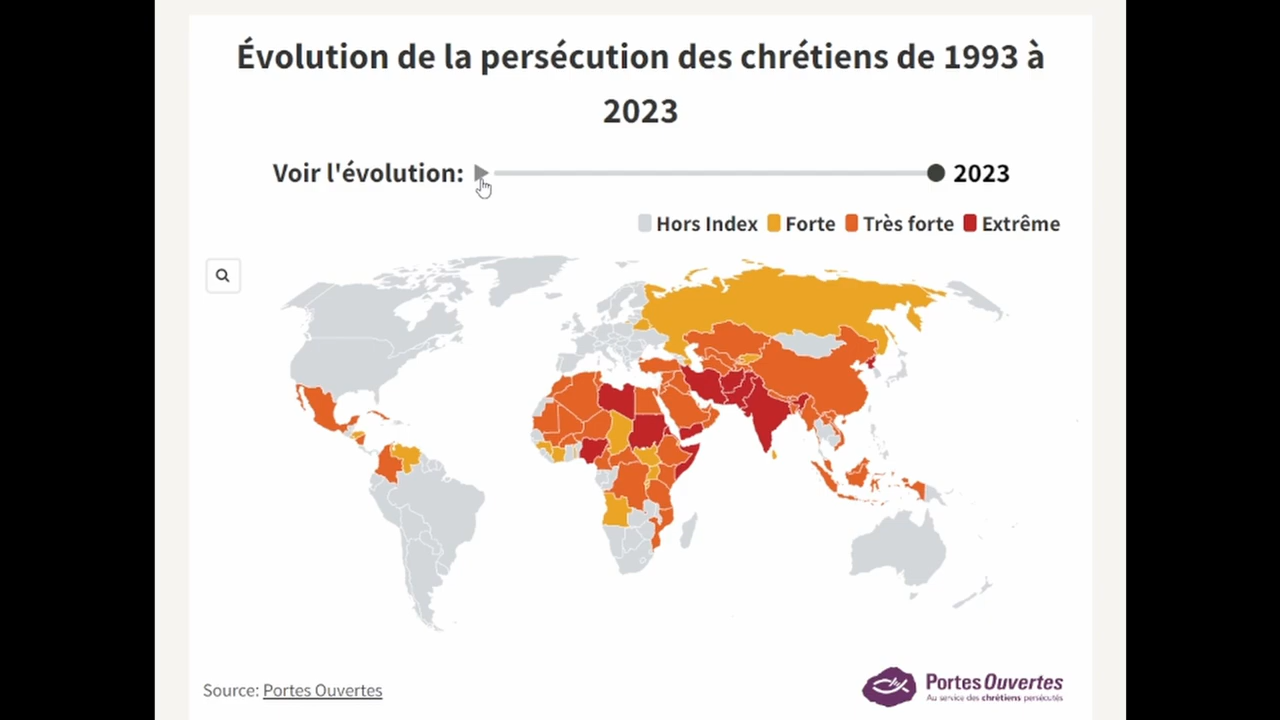 Évolution de la persécution des chrétiens de 1993 à
2023
Voir l'évolution: 2023
Hors Index Forte Très forte Extrême
Source: Portes Ouvertes
Portes Ouvertes
Au service des chrétiens persécutés